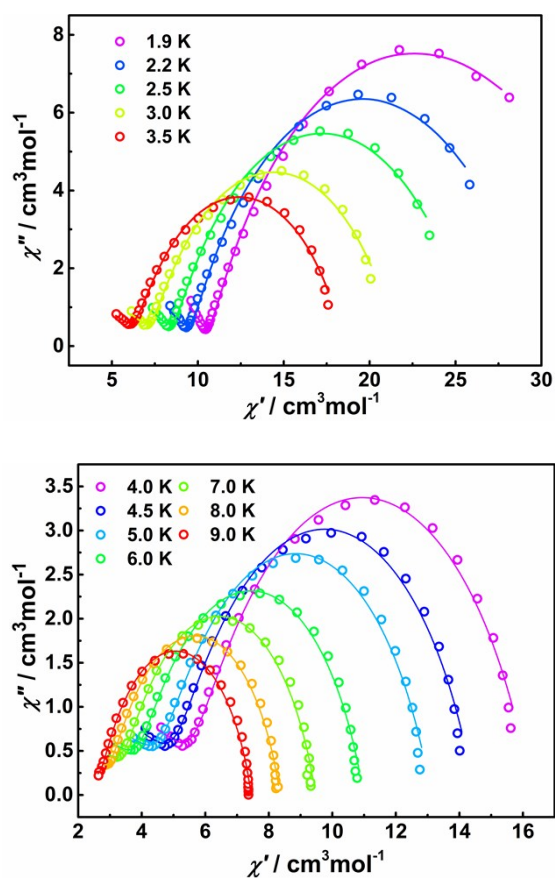 8
6
4
2
0
χ″ / cm³mol⁻¹
1.9 K
2.2 K
2.5 K
3.0 K
3.5 K
5 10 15 20 25 30
χ′ / cm³mol⁻¹
3.5
3.0
2.5
2.0
1.5
1.0
0.5
0.0
χ″ / cm³mol⁻¹
4.0 K 7.0 K
4.5 K 8.0 K
5.0 K 9.0 K
6.0 K
2 4 6 8 10 12 14 16
χ′ / cm³mol⁻¹